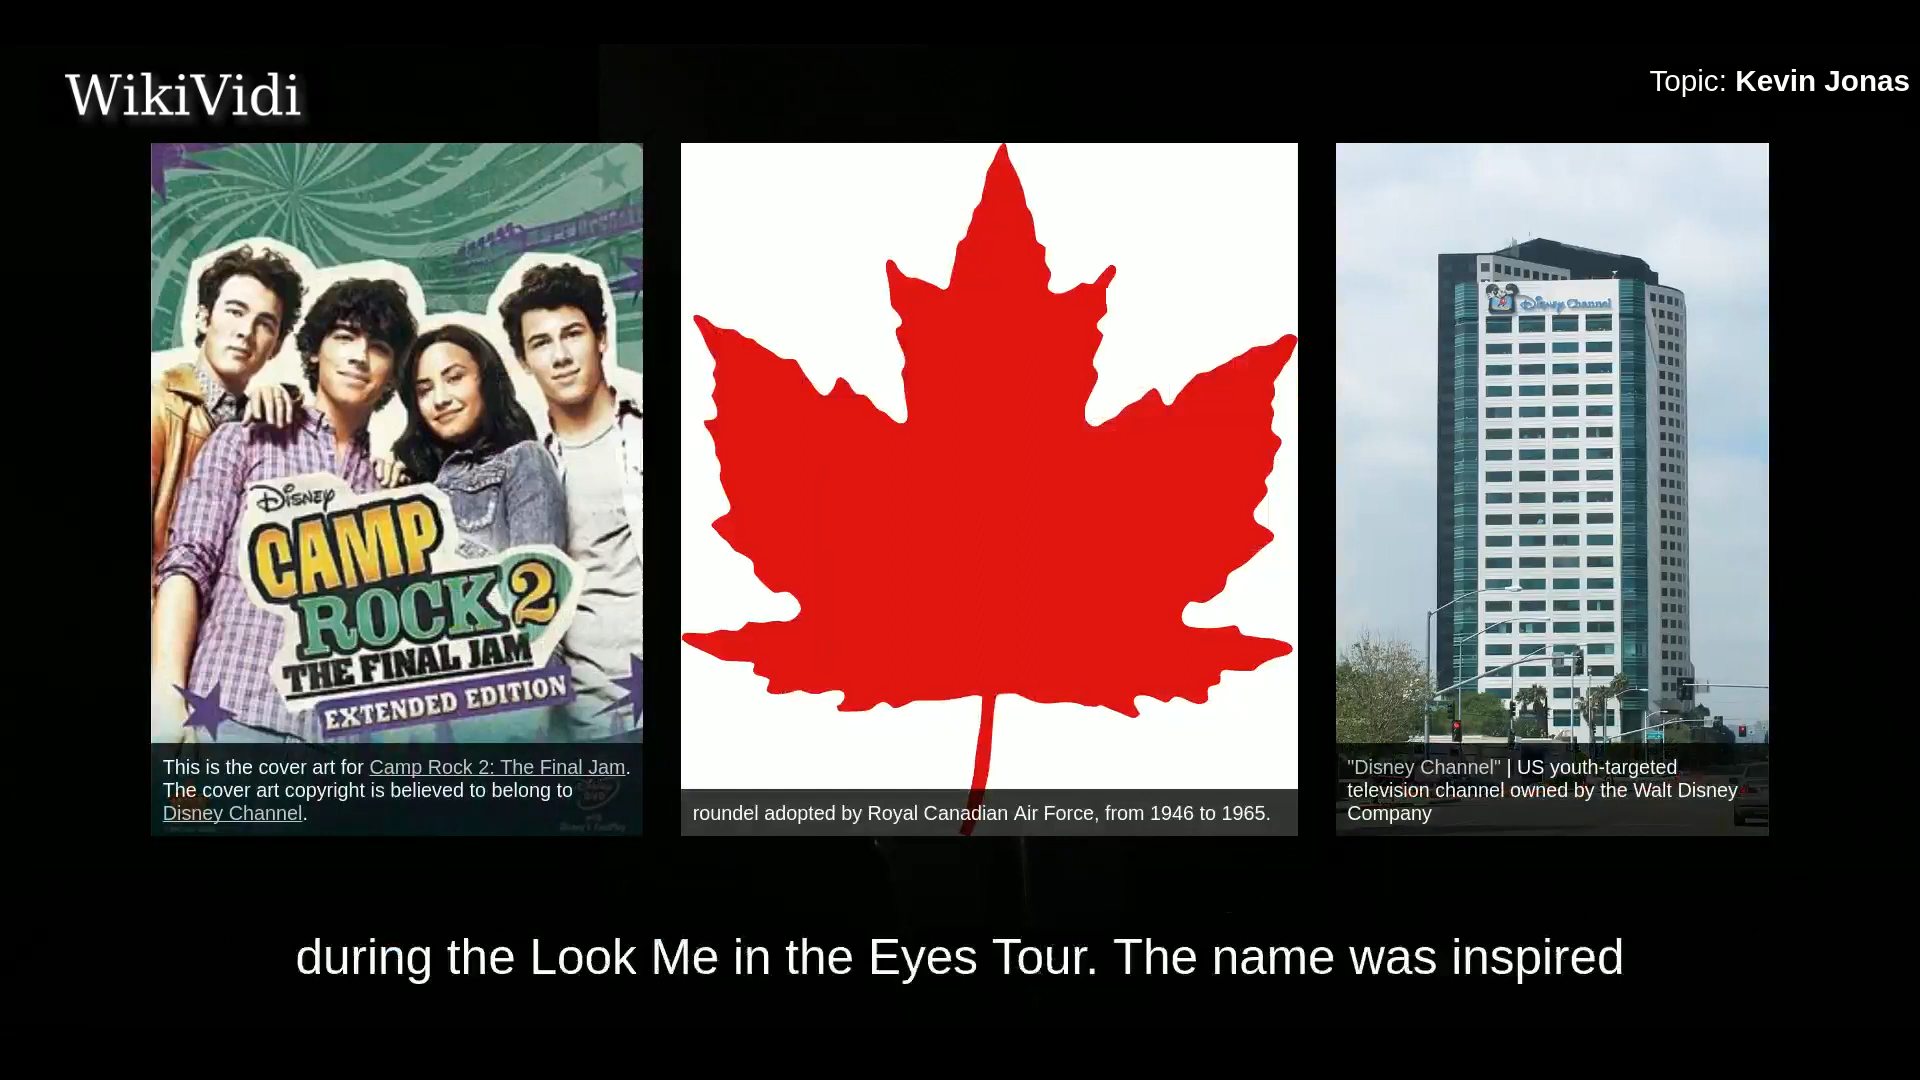 WikiVidi
Topic: Kevin Jonas
Disney
CAMP
ROCK 2
THE FINAL JAM
EXTENDED EDITION
This is the cover art for Camp Rock 2: The Final Jam.
The cover art copyright is believed to belong to
Disney Channel.
roundel adopted by Royal Canadian Air Force, from 1946 to 1965.
Disney Channel
"Disney Channel" | US youth-targeted
television channel owned by the Walt Disney
Company
during the Look Me in the Eyes Tour. The name was inspired